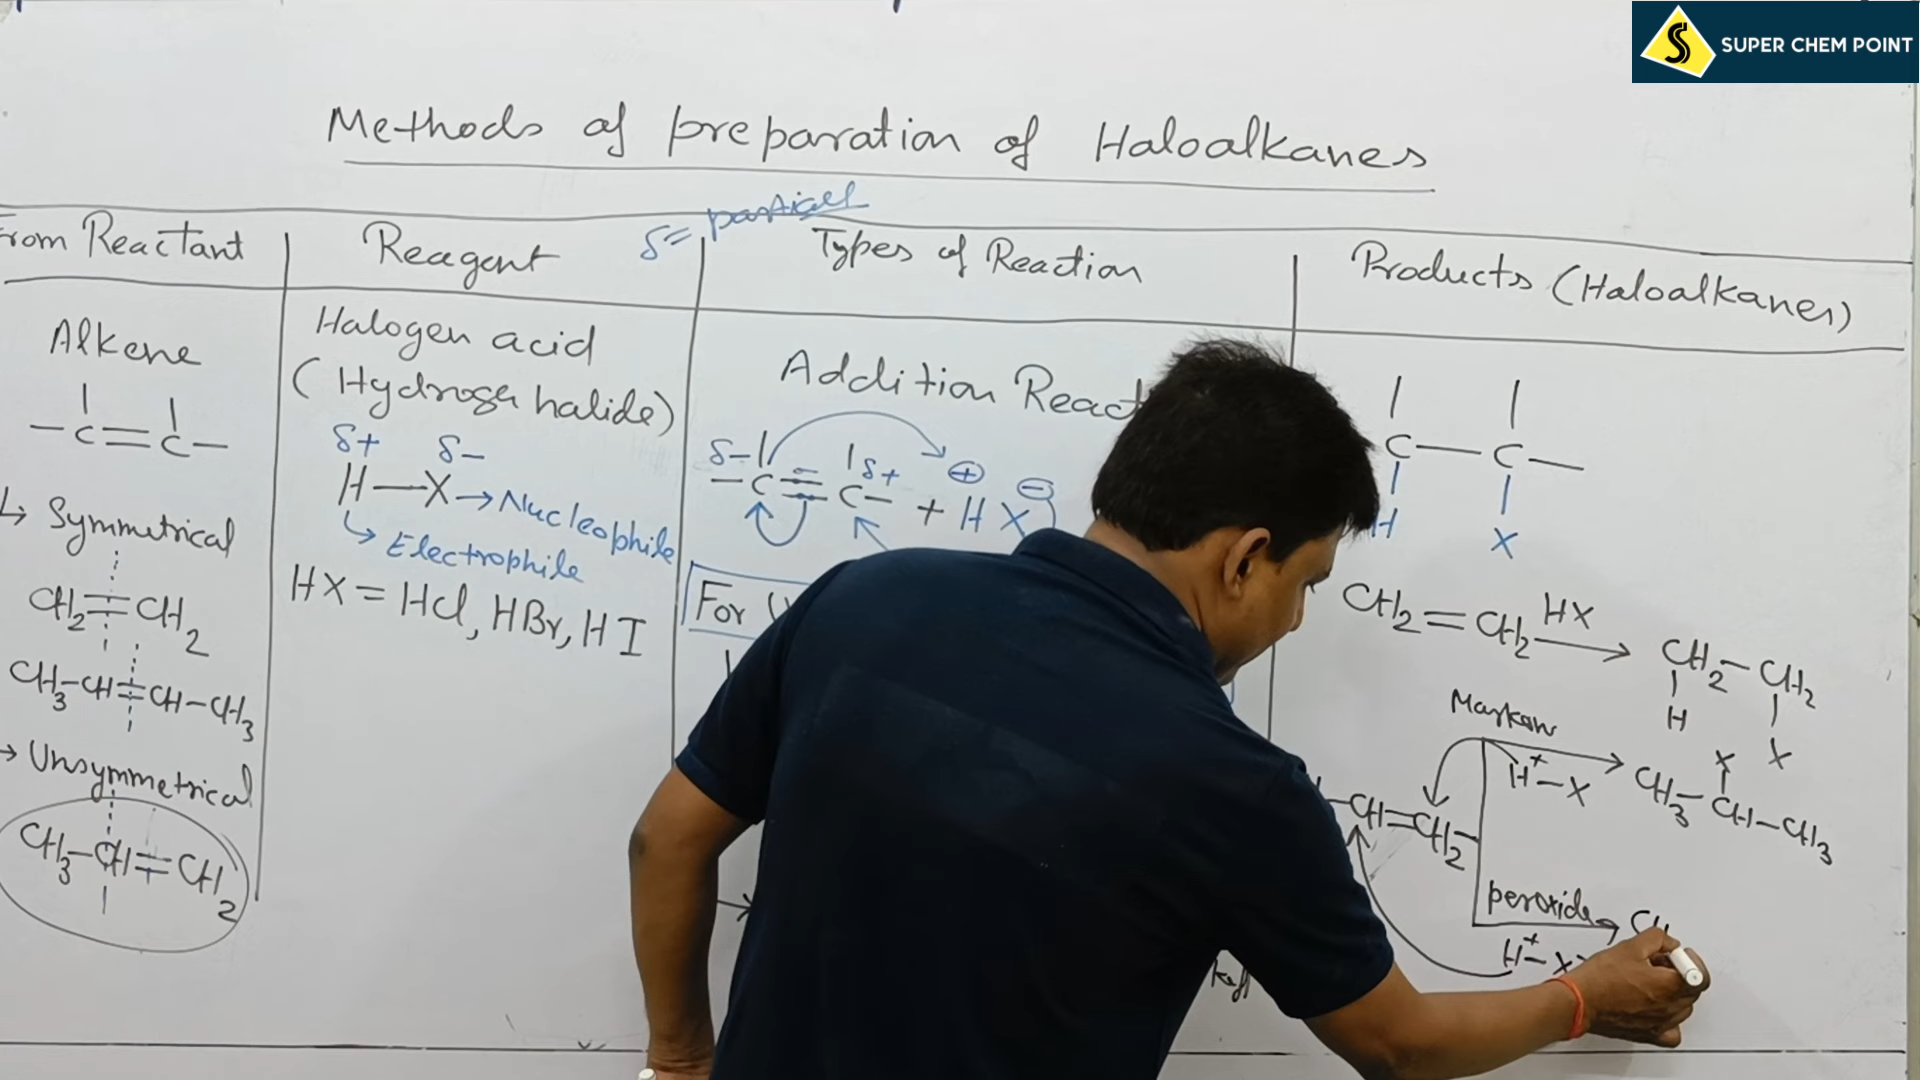 SUPER CHEM POINT
Methods of preparation of Haloalkanes
δ = partial
From Reactant
Reagent
Types of Reaction
Products (Haloalkanes)
Alkene
–C=C–
↳ Symmetrical
CH2=CH2
CH3–CH=CH–CH3
→ Unsymmetrical
CH3–CH=CH2
Halogen acid
(Hydrogen halide)
δ+ δ–
H–X → Nucleophile
↳ Electrophile
HX = HCl, HBr, HI
Addition React
δ– δ+ ⊕ ⊖
–C=C– + H X
For
C–C–
H X
CH2=CH2 HX → CH2–CH2
H X
Markow
H+–X
X
CH3–CH–CH3
–CH=CH2
peroxide
H+–X